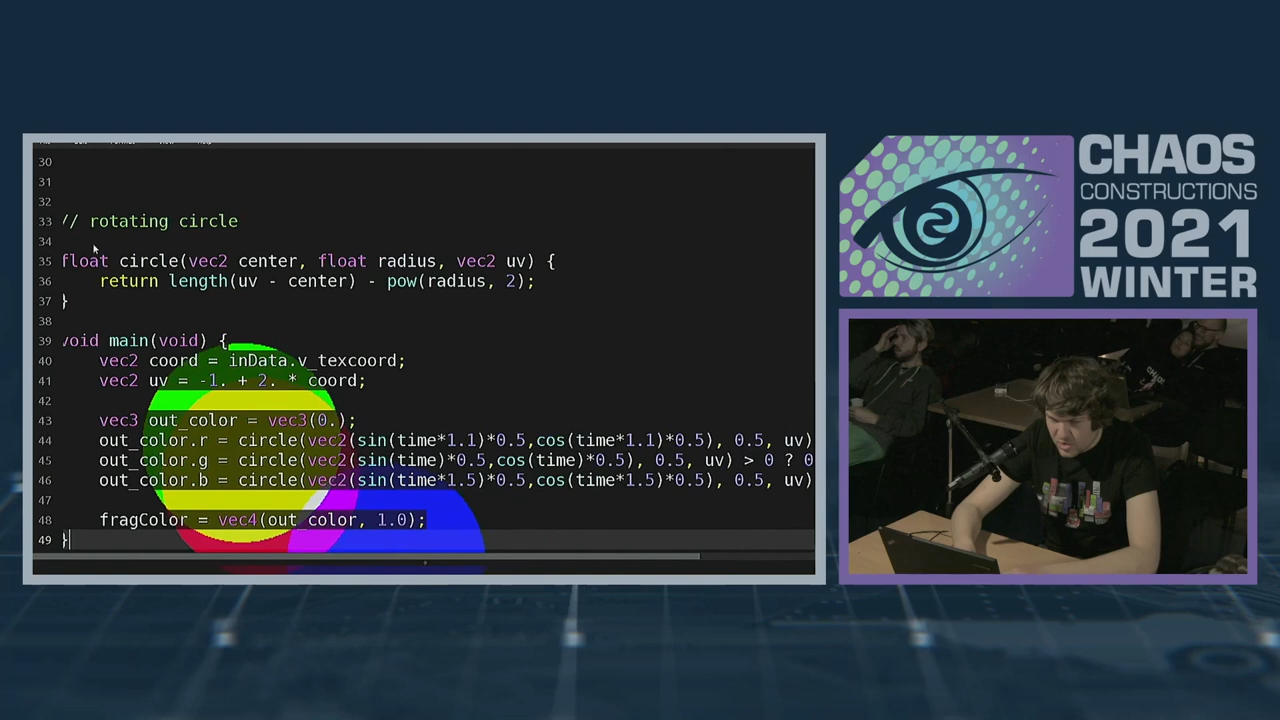 30
31
32
33 // rotating circle
34
35 float circle(vec2 center, float radius, vec2 uv) {
36     return length(uv - center) - pow(radius, 2);
37 }
38
39 void main(void) {
40     vec2 coord = inData.v_texcoord;
41     vec2 uv = -1. + 2. * coord;
42
43     vec3 out_color = vec3(0.);
44     out_color.r = circle(vec2(sin(time*1.1)*0.5,cos(time*1.1)*0.5), 0.5, uv)
45     out_color.g = circle(vec2(sin(time)*0.5,cos(time)*0.5), 0.5, uv) > 0 ? 0
46     out_color.b = circle(vec2(sin(time*1.5)*0.5,cos(time*1.5)*0.5), 0.5, uv)
47
48     fragColor = vec4(out_color, 1.0);
49 }
CHAOS
CONSTRUCTIONS
2021
WINTER